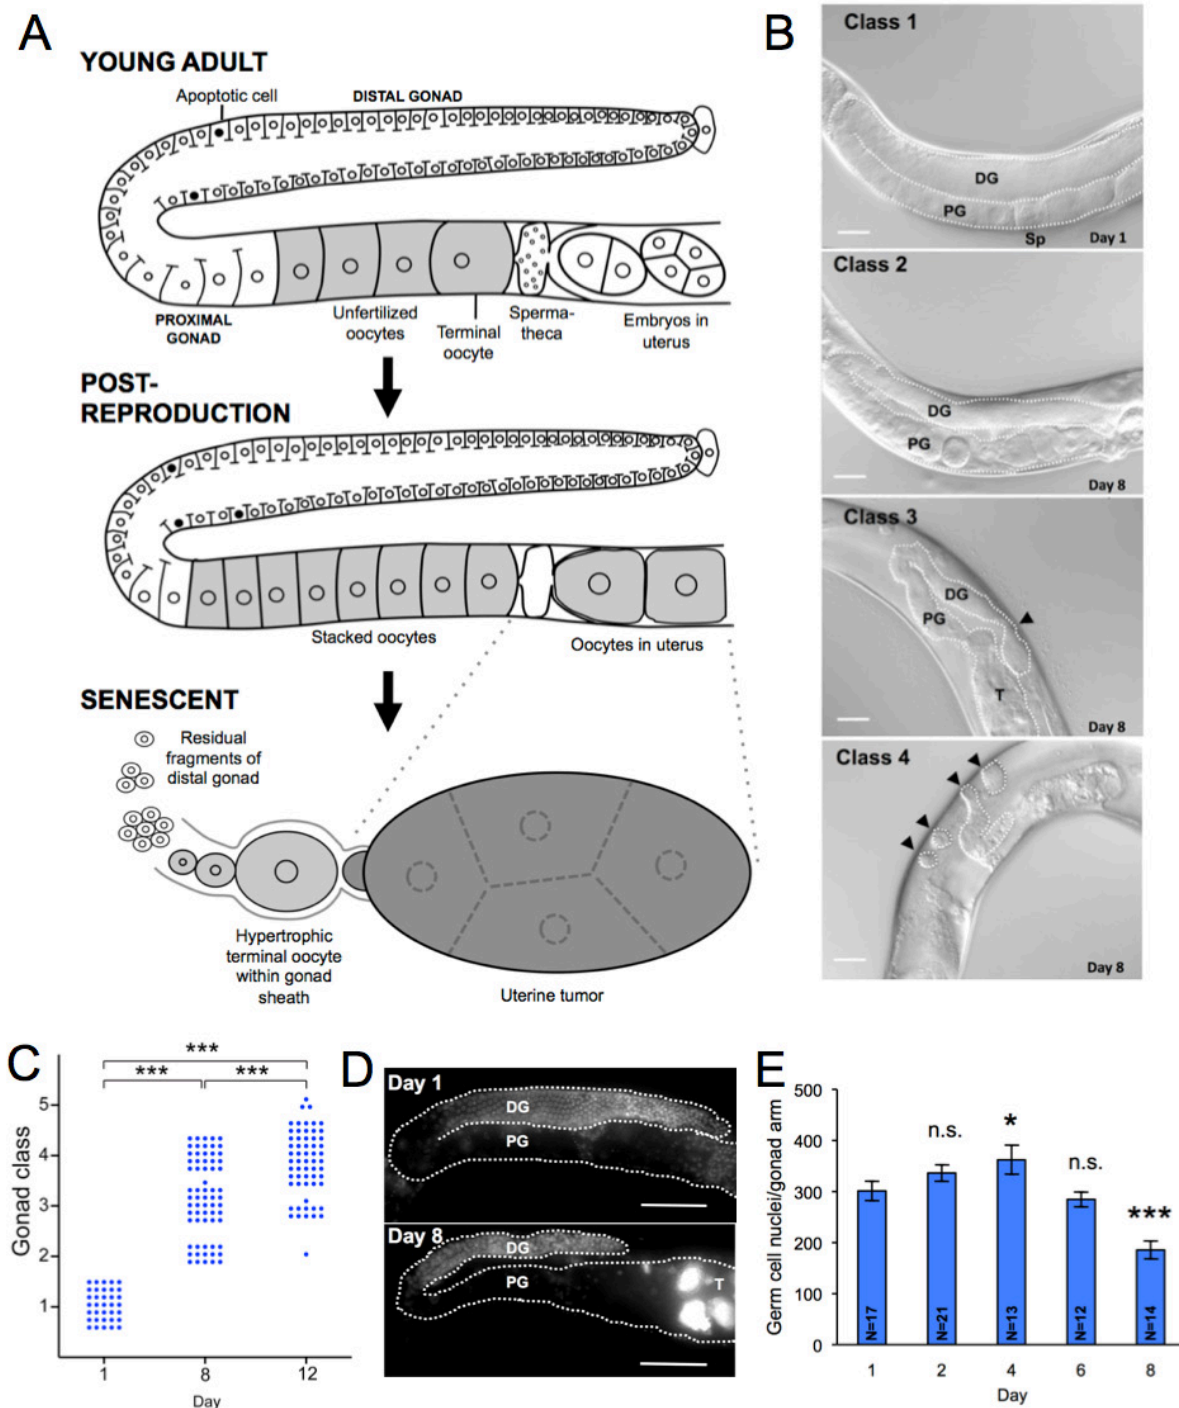 A
YOUNG ADULT
Apoptotic cell
DISTAL GONAD
PROXIMAL
GONAD
Unfertilized
oocytes
Terminal
oocyte
Sperma-
theca
Embryos in
uterus
POST-
REPRODUCTION
Stacked oocytes
Oocytes in uterus
SENESCENT
Residual
fragments of
distal gonad
Hypertrophic
terminal oocyte
within gonad
sheath
Uterine tumor
B
Class 1
DG
PG
Sp
Day 1
Class 2
DG
PG
Day 8
Class 3
DG
PG
T
Day 8
Class 4
Day 8
C
***
*** ***
Gonad class
5
4
3
2
1
1 8 12
Day
D
Day 1
DG
PG
Day 8
DG
PG
T
E
Germ cell nuclei/gonad arm
500
400
300
200
100
0
n.s.
*
n.s.
***
N=17 N=21 N=13 N=12 N=14
1 2 4 6 8
Day